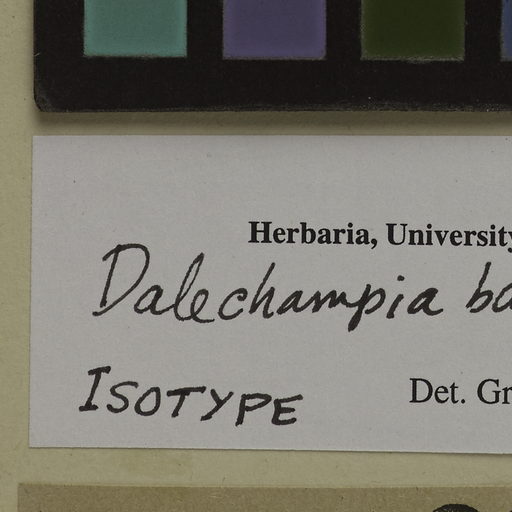 Herbaria, University
Dalechampia
ISOTYPE
Det.